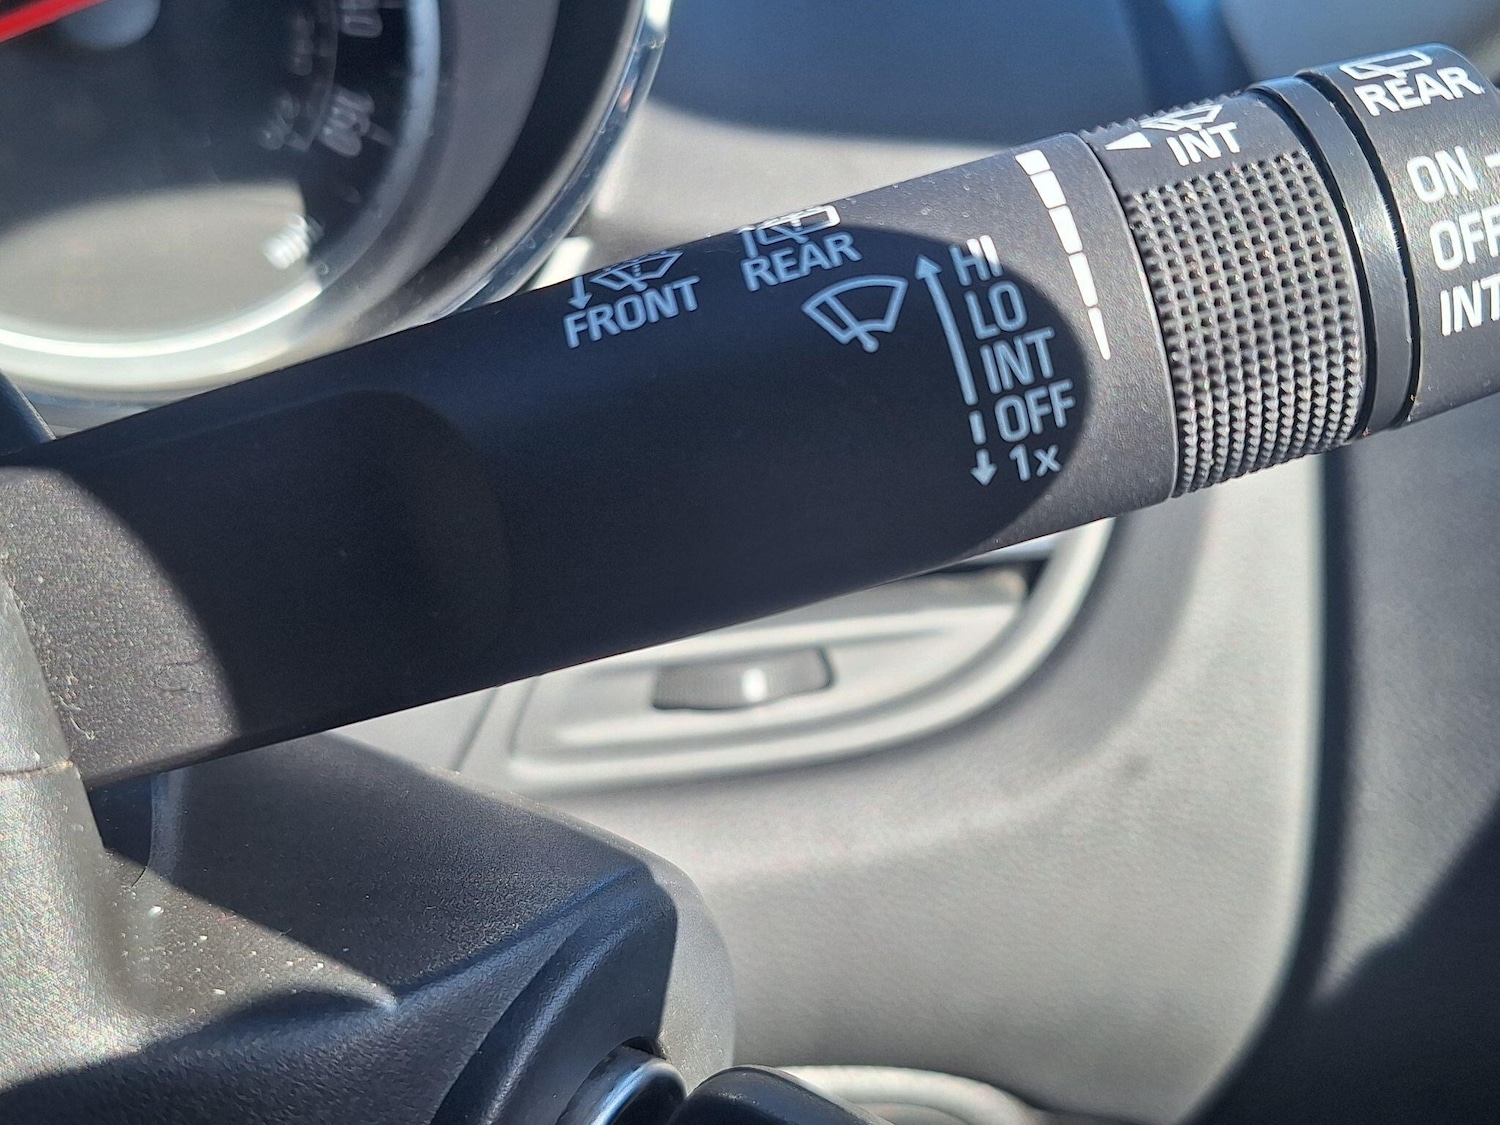 FRONT
REAR
HI
LO
INT
OFF
1x
INT
REAR
ON
OFF
INT